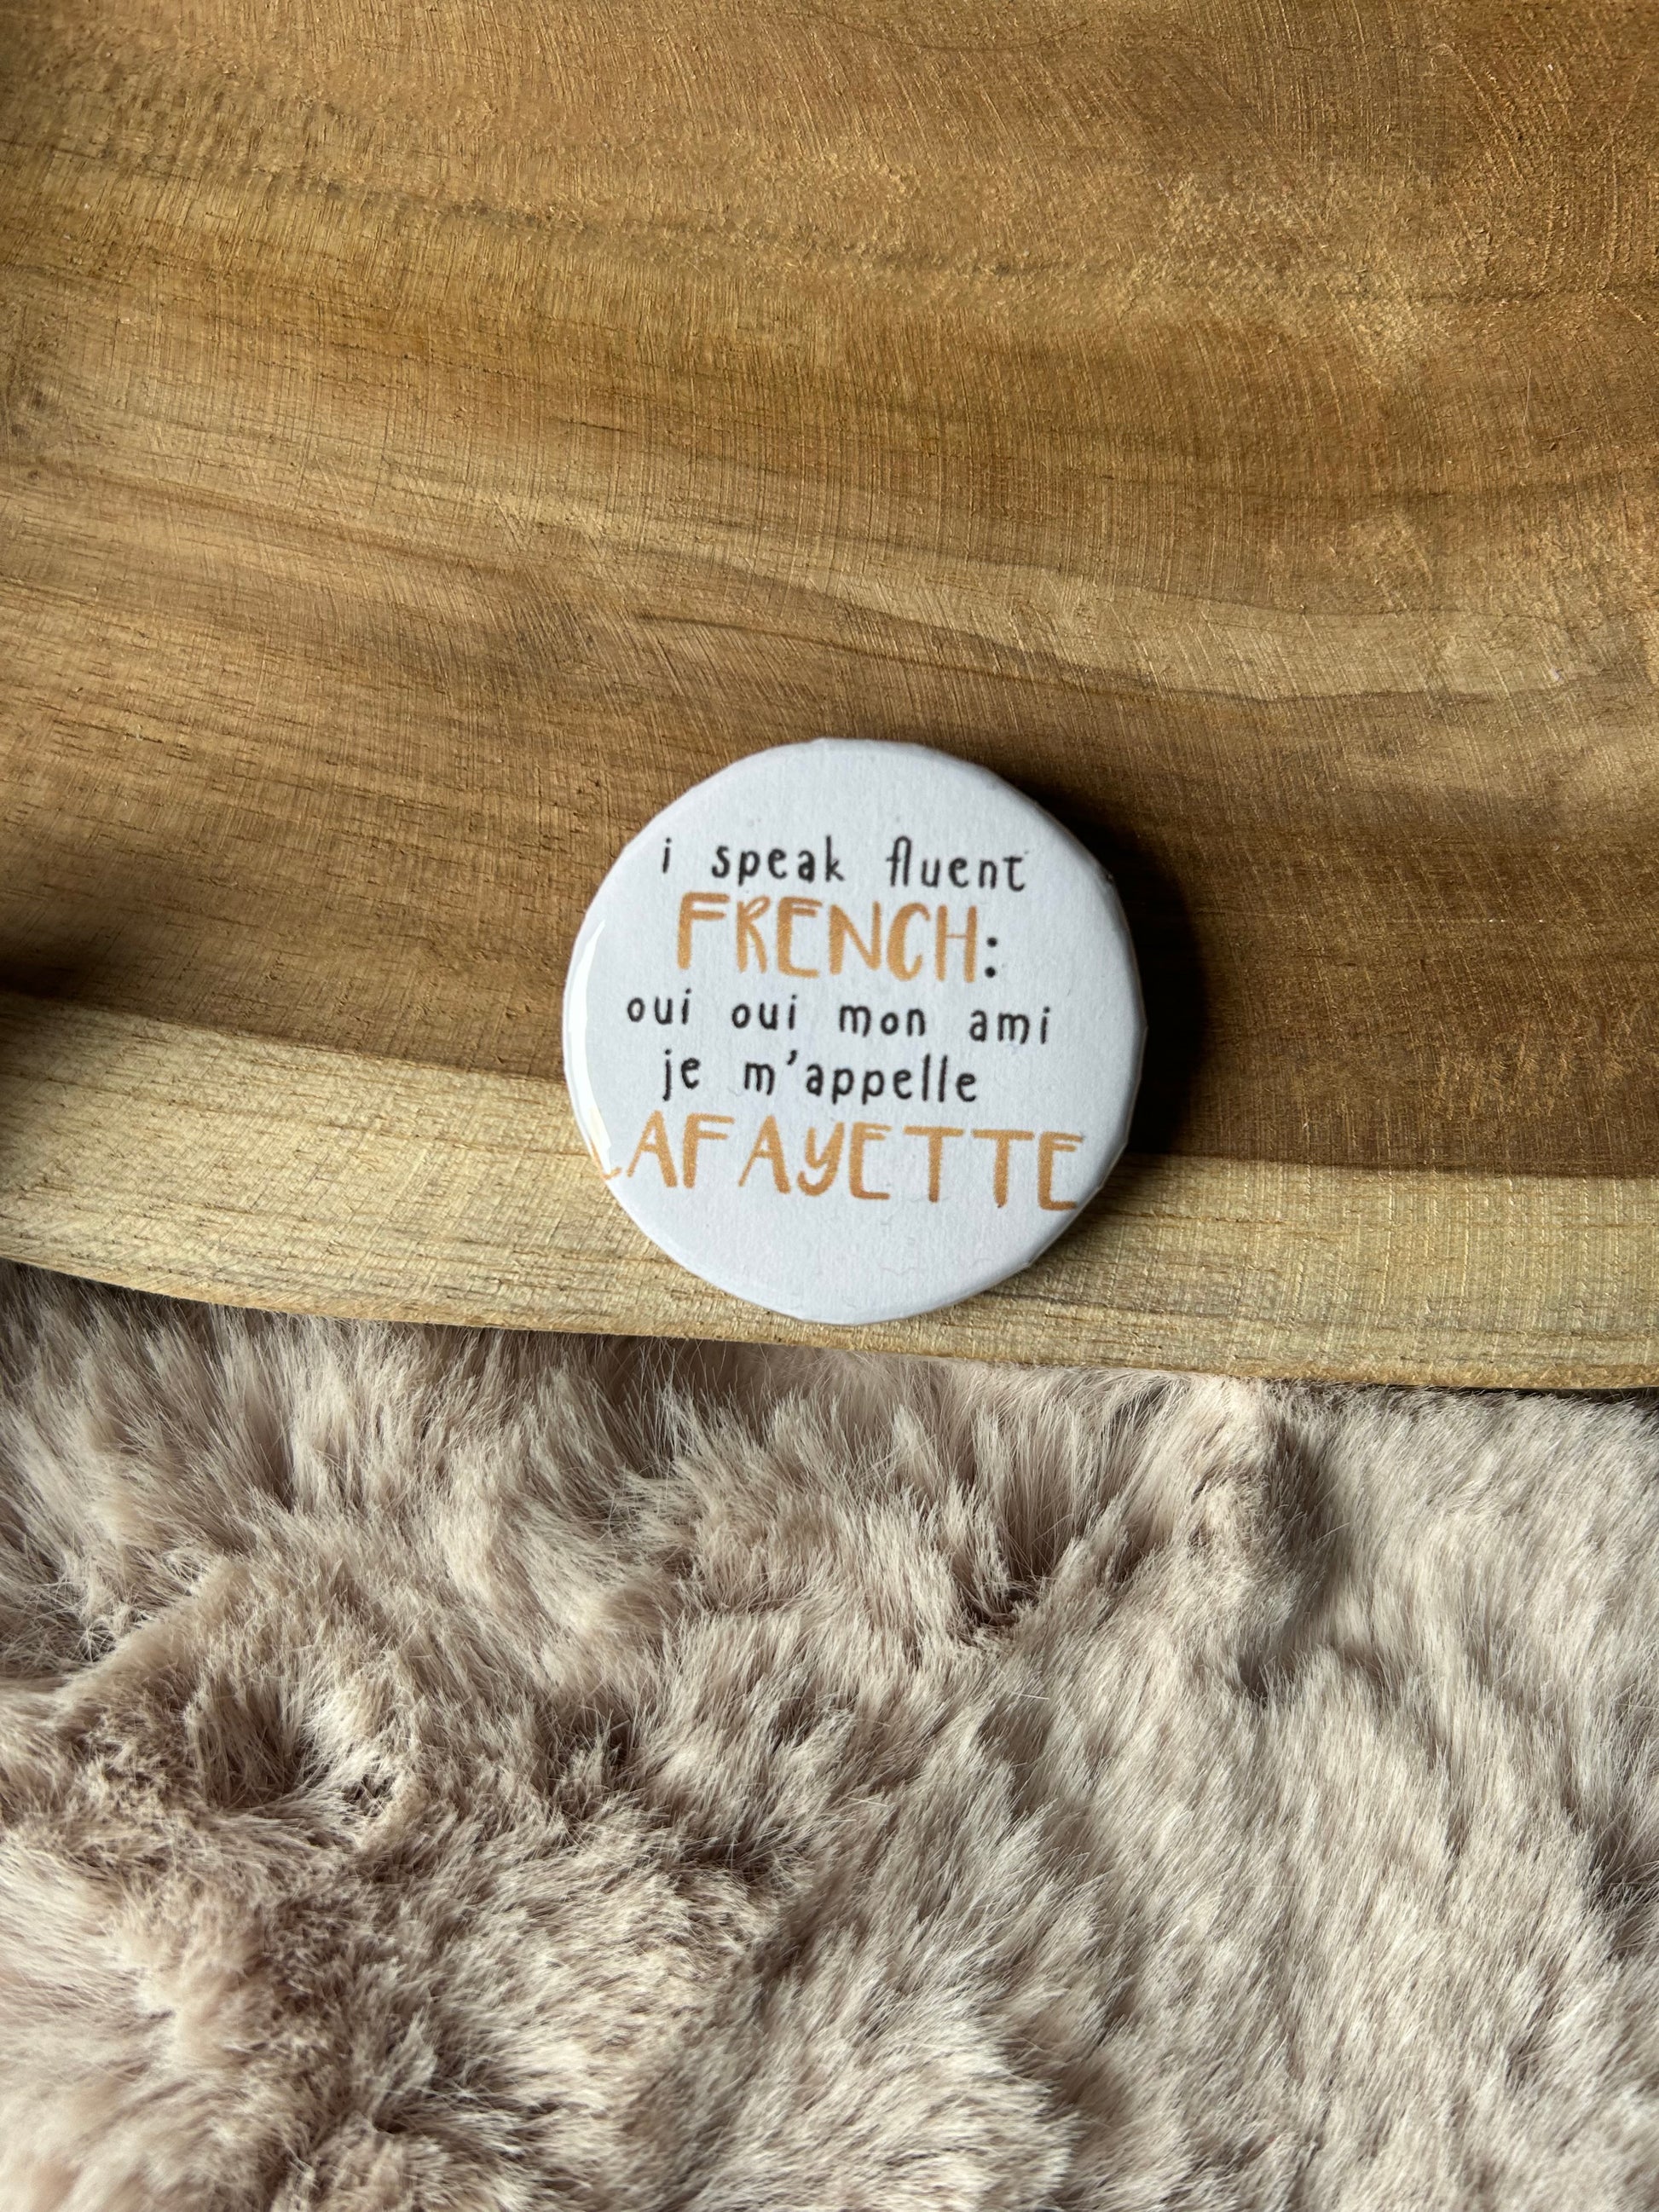 i speak fluent
FRENCH:
oui oui mon ami
je m'appelle
LAFAYETTE